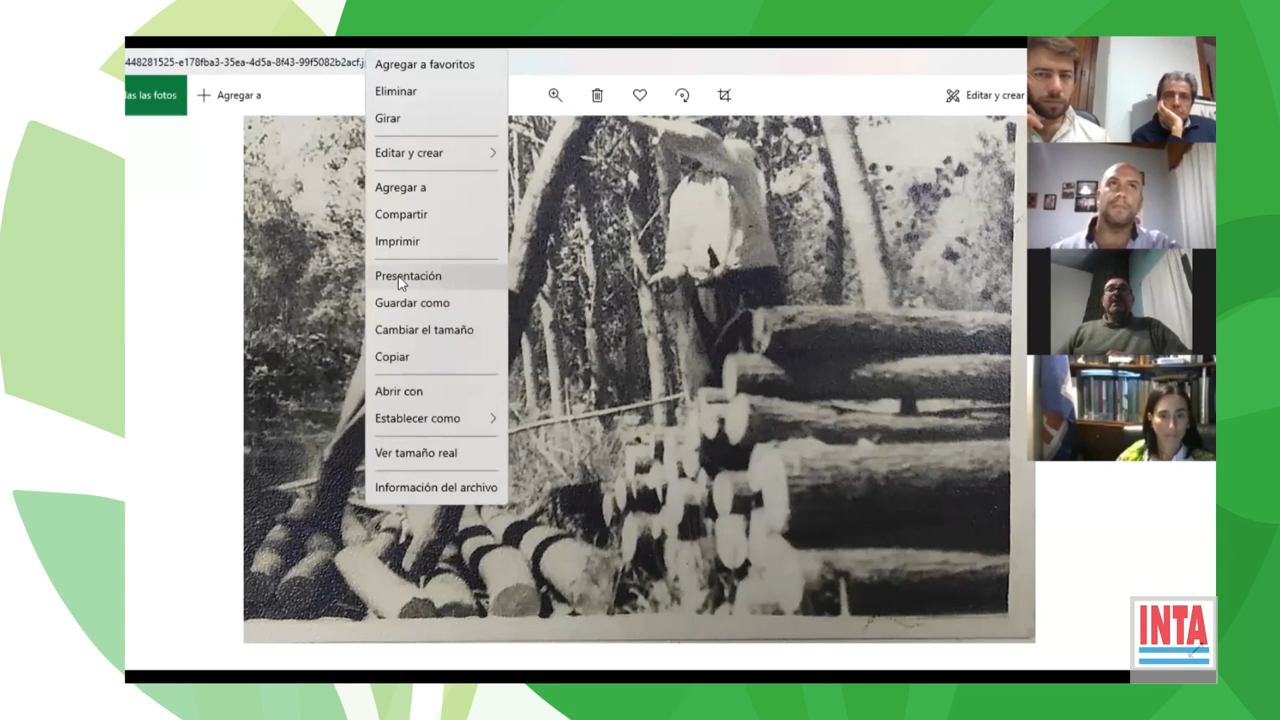 448281525-e178fba3-35ea-4d5a-8f43-99f5082b2acf.j
las las fotos
Agregar a
Editar y crear
Agregar a favoritos
Eliminar
Girar
Editar y crear
Agregar a
Compartir
Imprimir
Presentación
Guardar como
Cambiar el tamaño
Copiar
Abrir con
Establecer como
Ver tamaño real
Información del archivo
INTA